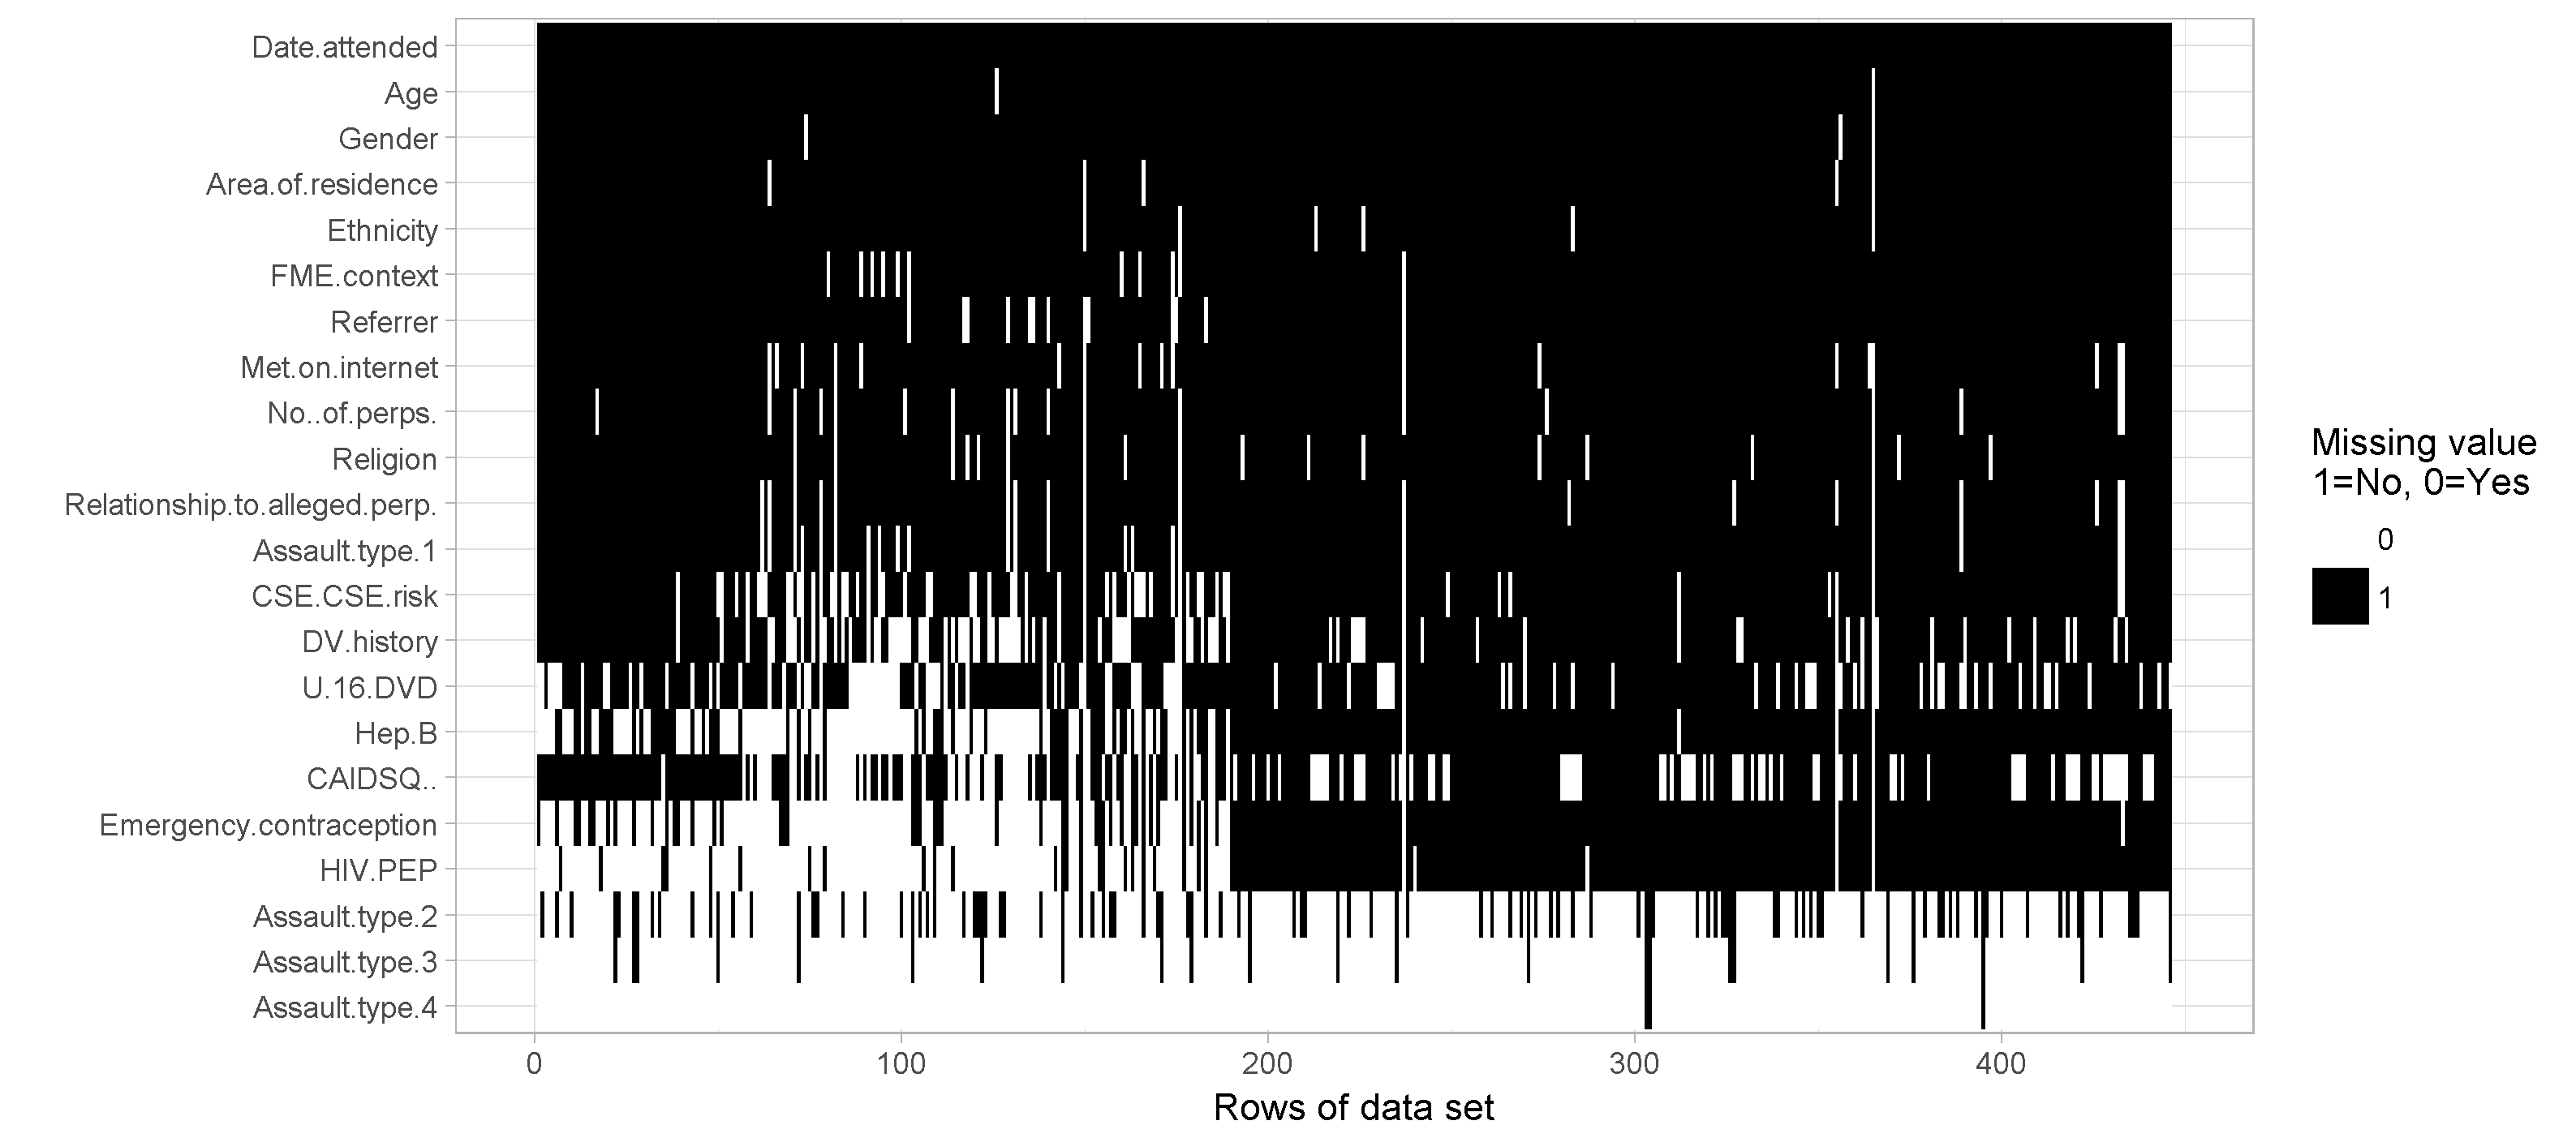 Date.attended
Age
Gender
Area.of.residence
Ethnicity
FME.context
Referrer
Met.on.internet
No..of.perps.
Religion
Relationship.to.alleged.perp.
Assault.type.1
CSE.CSE.risk
DV.history
U.16.DVD
Hep.B
CAIDSQ..
Emergency.contraception
HIV.PEP
Assault.type.2
Assault.type.3
Assault.type.4
0 100 200 300 400
Rows of data set
Missing value
1=No, 0=Yes
0
1